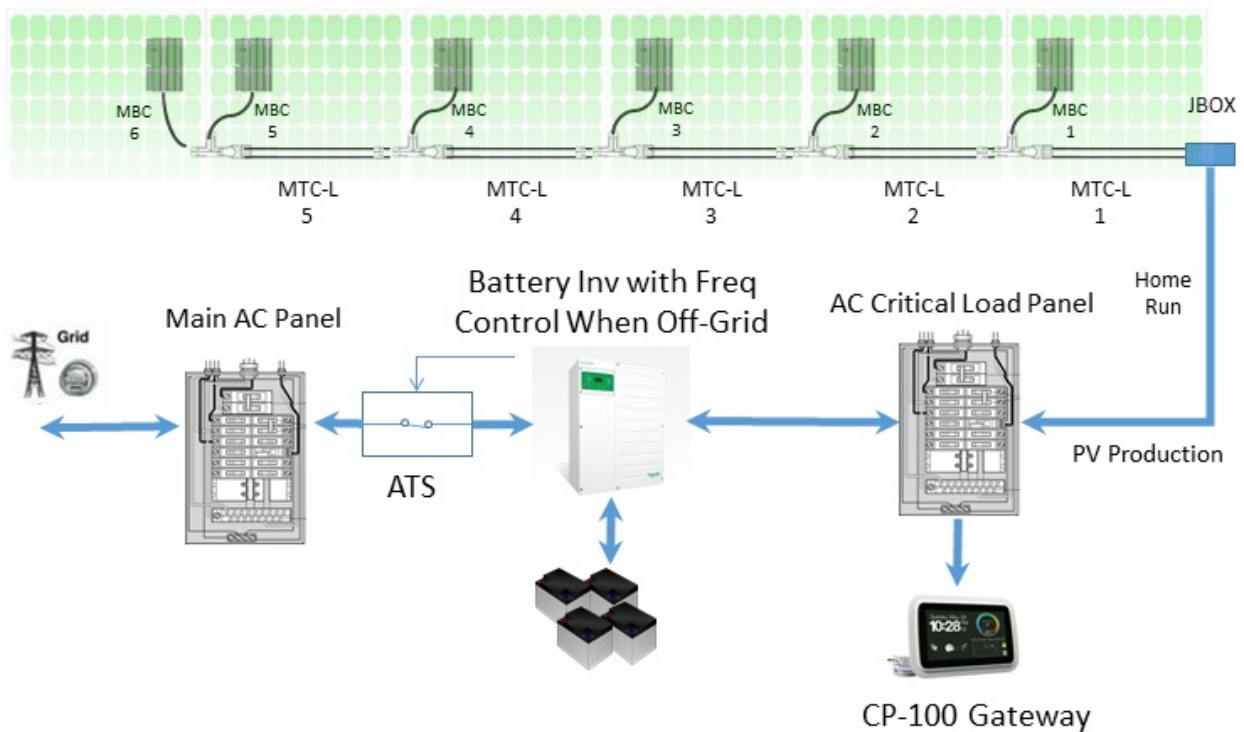 MBC
6
MBC
5
MBC
4
MBC
3
MBC
2
MBC
1
JBOX
MTC-L
5
MTC-L
4
MTC-L
3
MTC-L
2
MTC-L
1
Home
Run
Battery Inv with Freq
Control When Off-Grid
AC Critical Load Panel
Main AC Panel
Grid
PV Production
ATS
10:28
CP-100 Gateway